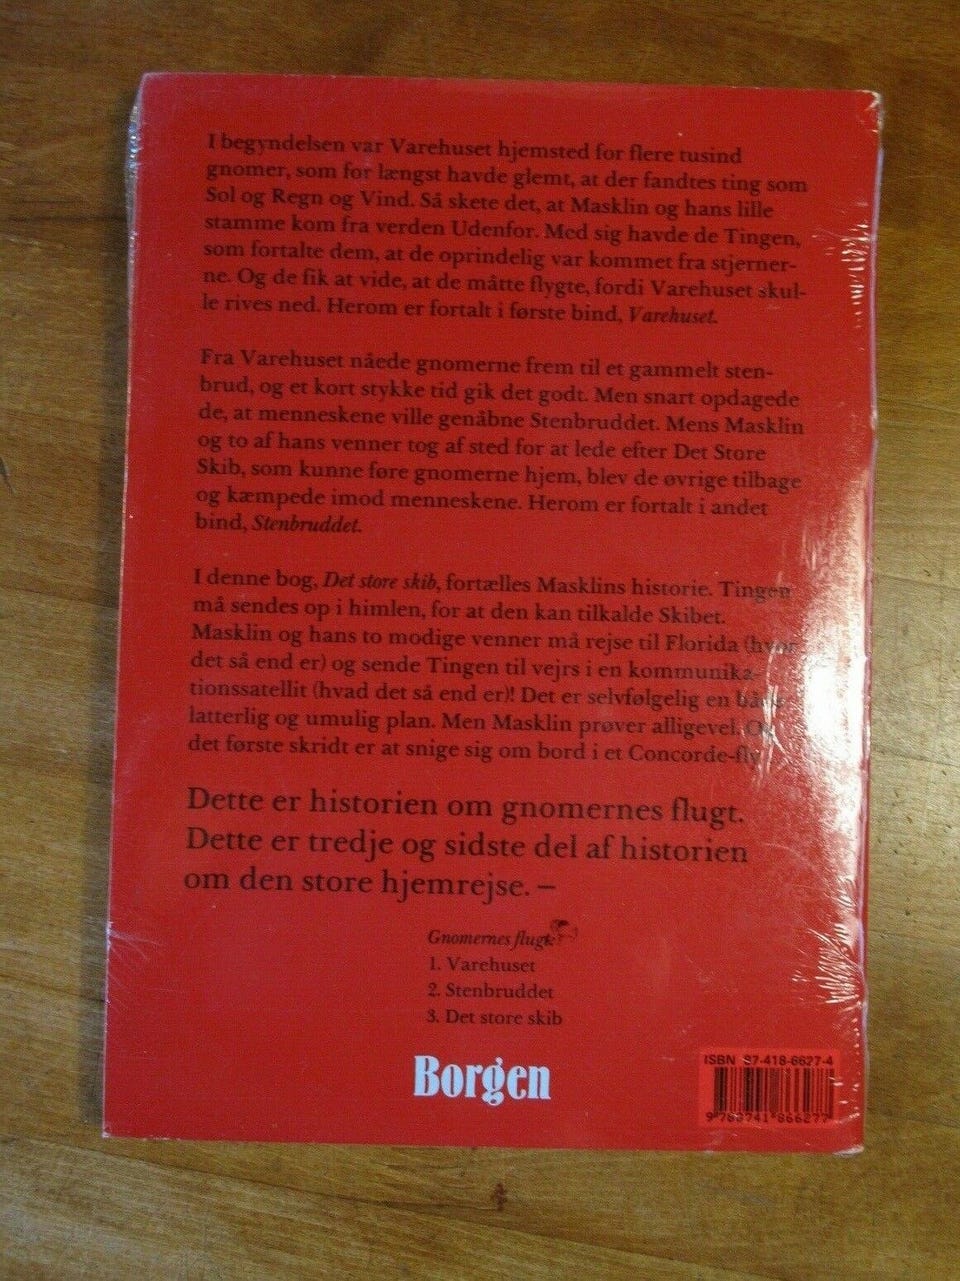 I begyndelsen var Varehuset hjemsted for flere tusind
gnomer, som for længst havde glemt, at der fandtes ting som
Sol og Regn og Vind. Så skete det, at Masklin og hans lille
stamme kom fra verden Udenfor. Med sig havde de Tingen,
som fortalte dem, at de oprindelig var kommet fra stjerner-
ne. Og de fik at vide, at de måtte flygte, fordi Varehuset skul-
le rives ned. Herom er fortalt i første bind, Varehuset.
Fra Varehuset nåede gnomerne frem til et gammelt sten-
brud, og et kort stykke tid gik det godt. Men snart opdagede
de, at menneskene ville genåbne Stenbruddet. Mens Masklin
og to af hans venner tog af sted for at lede efter Det Store
Skib, som kunne føre gnomerne hjem, blev de øvrige tilbage
og kæmpede imod menneskene. Herom er fortalt i andet
bind, Stenbruddet.
I denne bog, Det store skib, fortælles Masklins historie. Tingen
må sendes op i himlen, for at den kan tilkalde Skibet.
Masklin og hans to modige venner må rejse til Florida (hvor
det så end er) og sende Tingen til vejrs i en kommunika-
tionssatellit (hvad det så end er)! Det er selvfølgelig en både
latterlig og umulig plan. Men Masklin prøver alligevel. Og
det første skridt er at snige sig om bord i et Concorde-fly.
Dette er historien om gnomernes flugt.
Dette er tredje og sidste del af historien
om den store hjemrejse. –
Gnomernes flugt:
1. Varehuset
2. Stenbruddet
3. Det store skib
Borgen
ISBN 87-418-6627-4
9 788741 866277